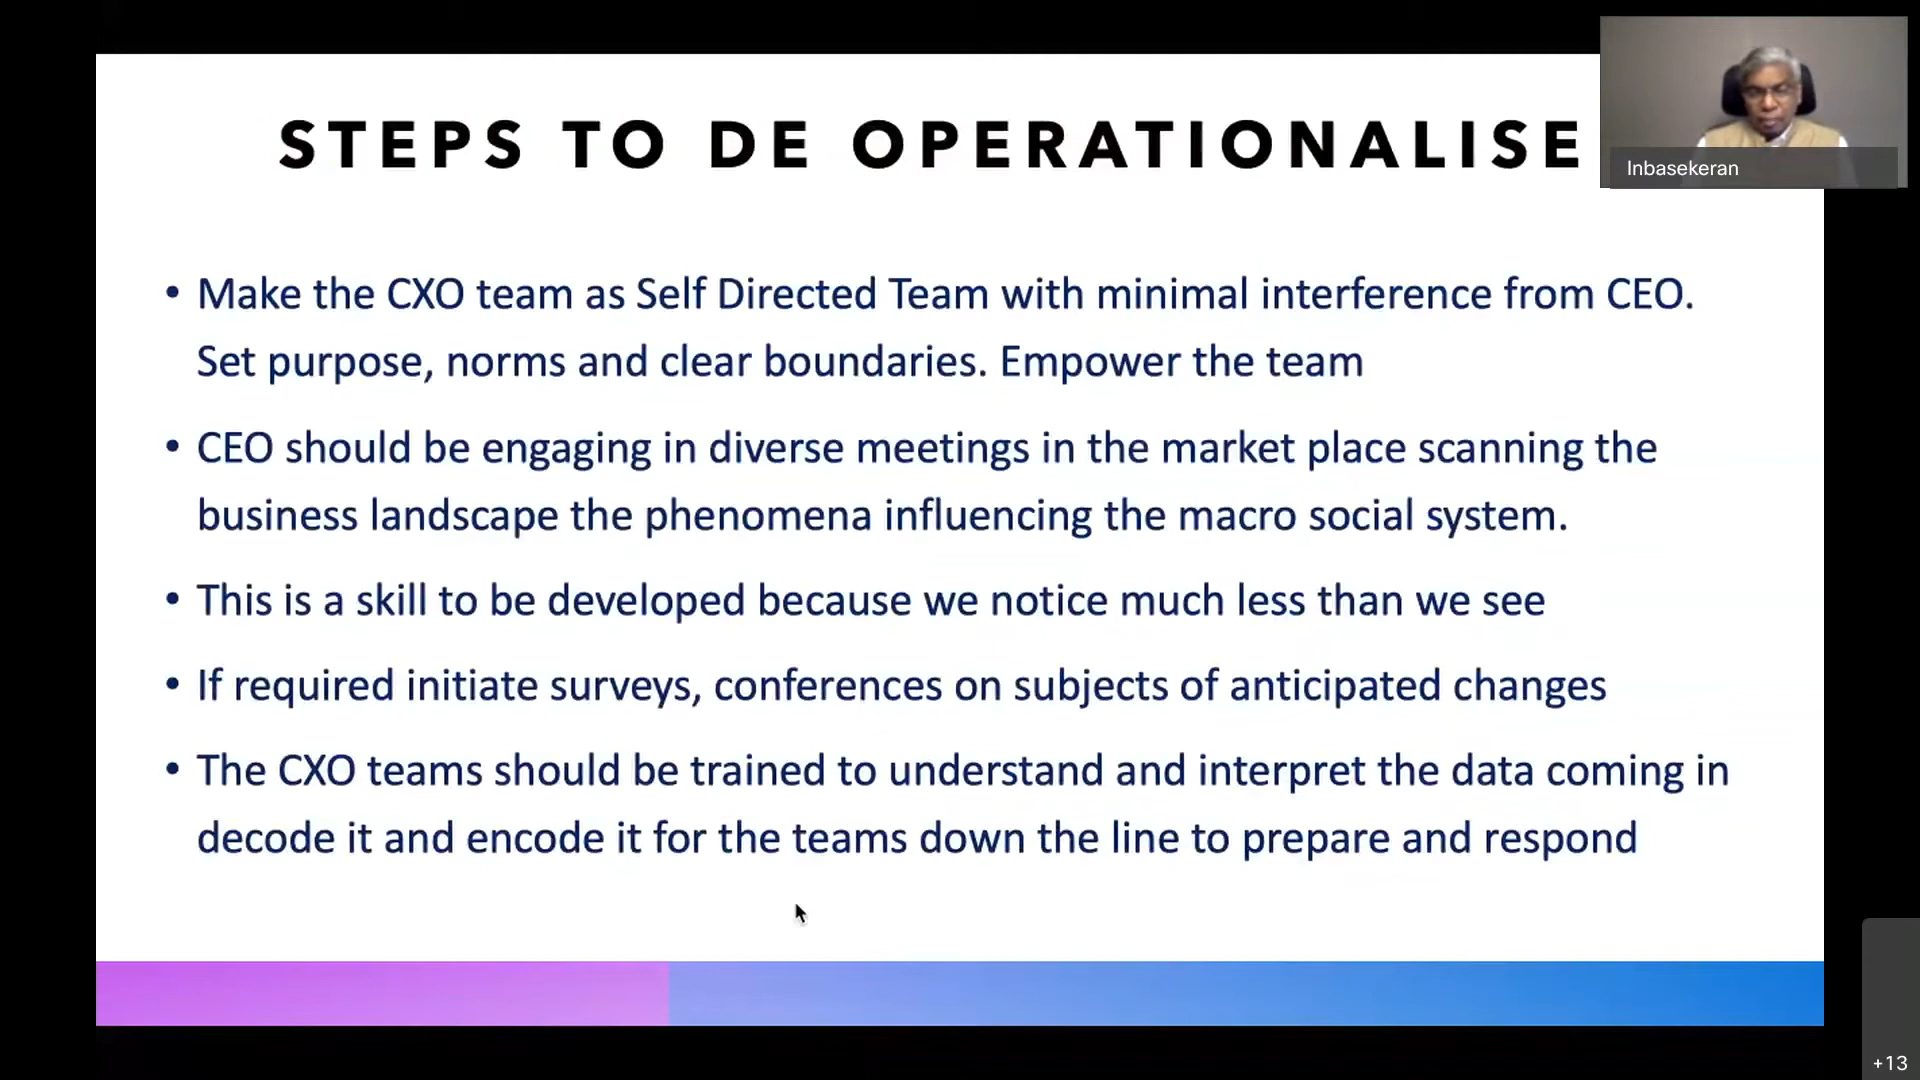 STEPS TO DE OPERATIONALISE
Inbasekeran
• Make the CXO team as Self Directed Team with minimal interference from CEO.
Set purpose, norms and clear boundaries. Empower the team
• CEO should be engaging in diverse meetings in the market place scanning the
business landscape the phenomena influencing the macro social system.
• This is a skill to be developed because we notice much less than we see
• If required initiate surveys, conferences on subjects of anticipated changes
• The CXO teams should be trained to understand and interpret the data coming in
decode it and encode it for the teams down the line to prepare and respond
+13